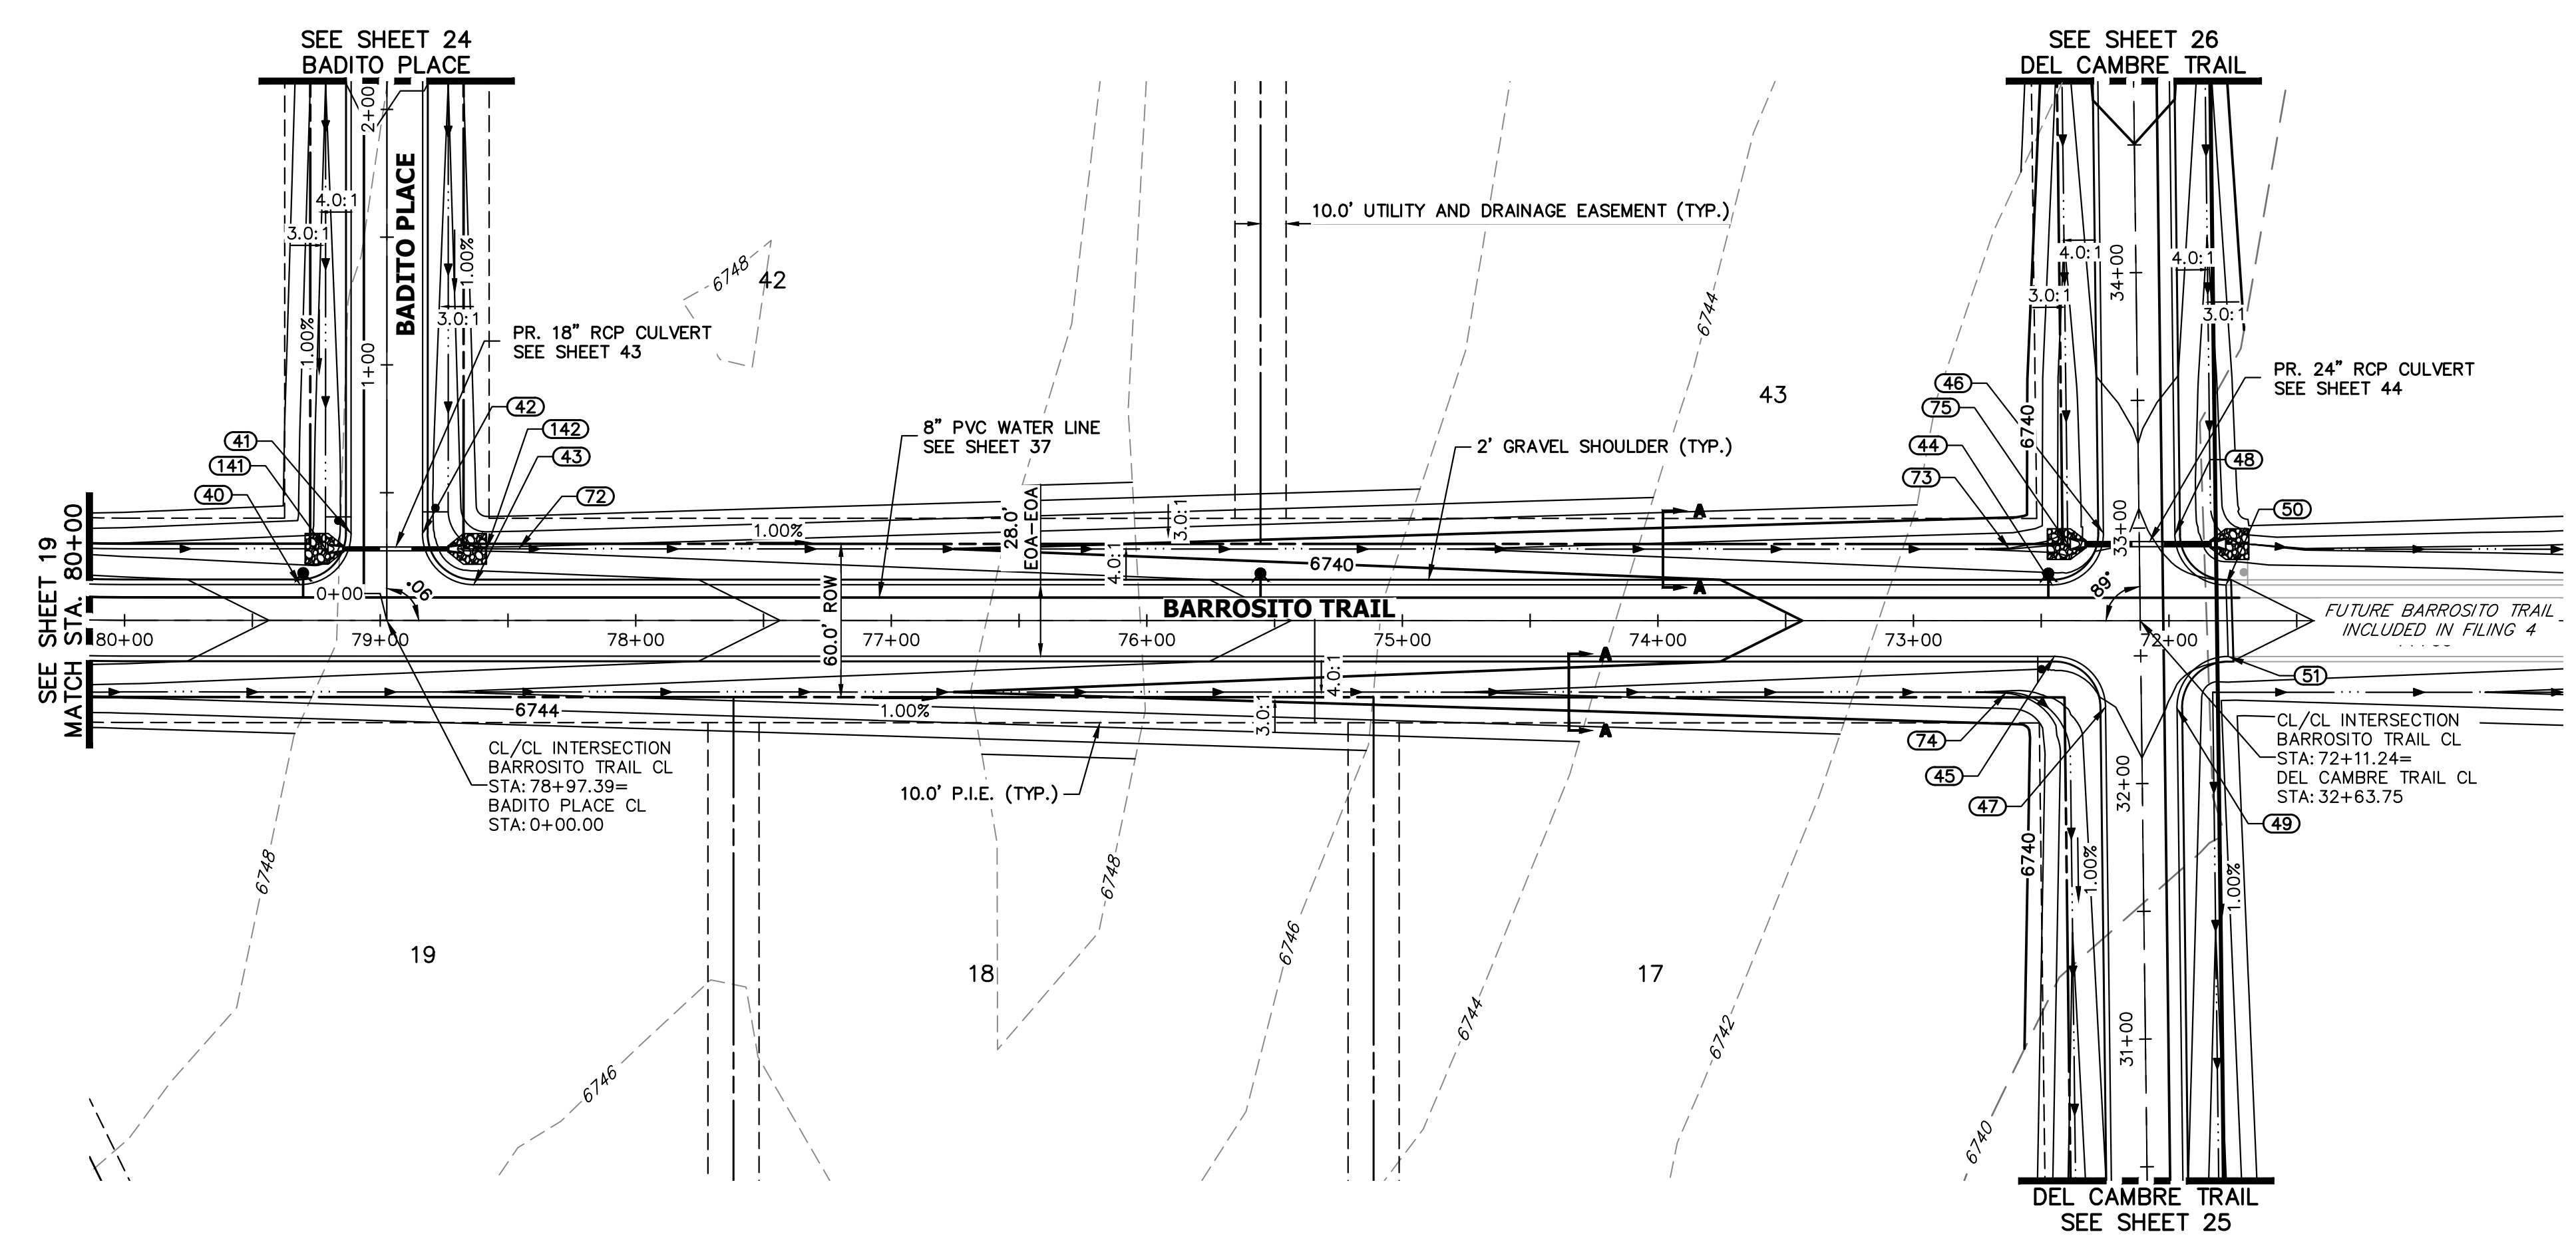 SEE SHEET 24
BADITO PLACE
SEE SHEET 26
DEL CAMBRE TRAIL
2+00
BADITO PLACE
4.0:1
3.0:1
1.00%
1.00%
3.0:1
1+00
PR. 18" RCP CULVERT
SEE SHEET 43
6748
42
10.0' UTILITY AND DRAINAGE EASEMENT (TYP.)
6744
43
4.0:1
3.0:1
34+00
4.0:1
3.0:1
PR. 24" RCP CULVERT
SEE SHEET 44
41
141
40
42
142
43
72
8" PVC WATER LINE
SEE SHEET 37
2' GRAVEL SHOULDER (TYP.)
46
75
44
73
6740
48
50
33+00
SEE SHEET 19
MATCH STA. 80+00
1.00%
28.0'
EOA-EOA
3.0:1
4.0:1
A
A
6740
60.0' ROW
0+00
90°
89°
BARROSITO TRAIL
FUTURE BARROSITO TRAIL
INCLUDED IN FILING 4
80+00
79+00
78+00
77+00
76+00
75+00
74+00
73+00
72+00
A
A
4.0:1
3.0:1
6744
1.00%
51
74
45
47
49
CL/CL INTERSECTION
BARROSITO TRAIL CL
STA: 78+97.39=
BADITO PLACE CL
STA: 0+00.00
10.0' P.I.E. (TYP.)
CL/CL INTERSECTION
BARROSITO TRAIL CL
STA: 72+11.24=
DEL CAMBRE TRAIL CL
STA: 32+63.75
32+00
6740
1.00%
1.00%
6748
6748
6746
19
18
17
6746
6744
6742
31+00
6740
DEL CAMBRE TRAIL
SEE SHEET 25